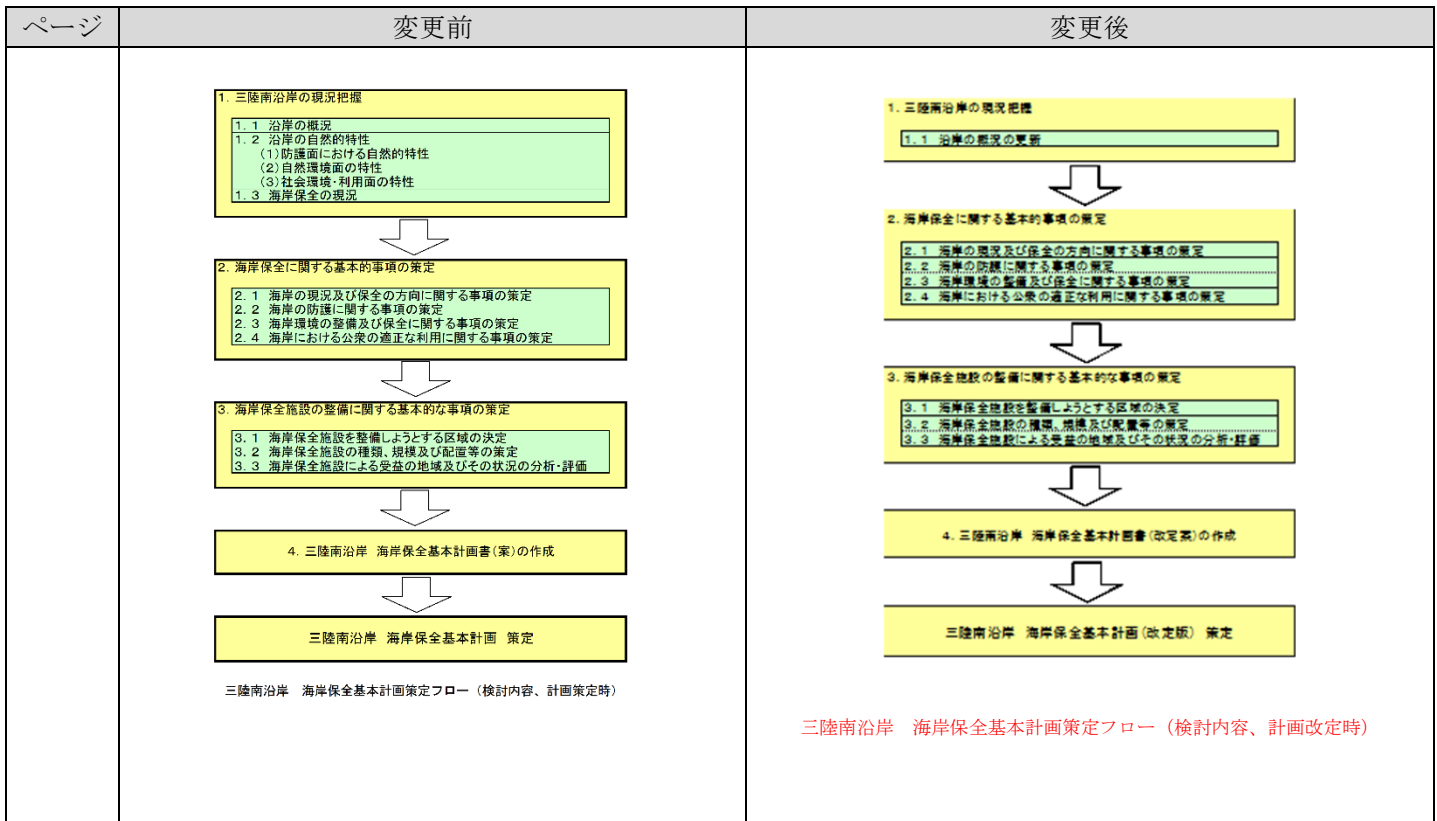 ページ
変更前
変更後
1. 三陸南沿岸の現況把握
1. 1 沿岸の概況
1. 2 沿岸の自然的特性
(1)防護面における自然的特性
(2)自然環境面の特性
(3)社会環境・利用面の特性
1. 3 海岸保全の現況
2. 海岸保全に関する基本的事項の策定
2. 1 海岸の現況及び保全の方向に関する事項の策定
2. 2 海岸の防護に関する事項の策定
2. 3 海岸環境の整備及び保全に関する事項の策定
2. 4 海岸における公衆の適正な利用に関する事項の策定
3. 海岸保全施設の整備に関する基本的な事項の策定
3. 1 海岸保全施設を整備しようとする区域の決定
3. 2 海岸保全施設の種類、規模及び配置等の策定
3. 3 海岸保全施設による受益の地域及びその状況の分析・評価
4. 三陸南沿岸 海岸保全基本計画書(案)の作成
三陸南沿岸 海岸保全基本計画 策定
三陸南沿岸 海岸保全基本計画策定フロー（検討内容、計画策定時）
1. 三陸南沿岸の現況把握
1. 1 沿岸の概況の更新
2. 海岸保全に関する基本的事項の策定
2. 1 海岸の現況及び保全の方向に関する事項の策定
2. 2 海岸の防護に関する事項の策定
2. 3 海岸環境の整備及び保全に関する事項の策定
2. 4 海岸における公衆の適正な利用に関する事項の策定
3. 海岸保全施設の整備に関する基本的な事項の策定
3. 1 海岸保全施設を整備しようとする区域の決定
3. 2 海岸保全施設の種類、規模及び配置等の策定
3. 3 海岸保全施設による受益の地域及びその状況の分析・評価
4. 三陸南沿岸 海岸保全基本計画書(改定案)の作成
三陸南沿岸 海岸保全基本計画(改定版) 策定
三陸南沿岸 海岸保全基本計画策定フロー（検討内容、計画改定時）